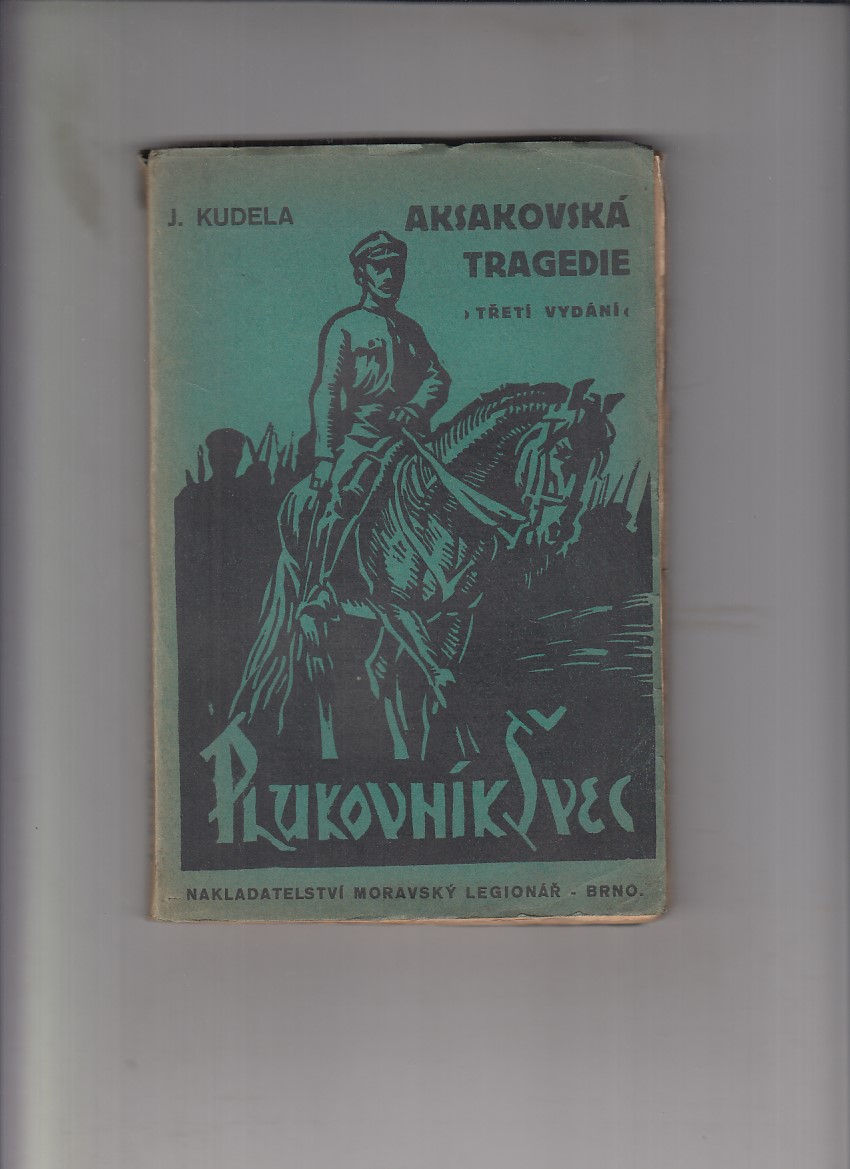 J. KUDELA
AKSAKOVSKÁ
TRAGEDIE
›TŘETÍ VYDÁNÍ‹
PLUKOVNÍK ŠVEC
NAKLADATELSTVÍ MORAVSKÝ LEGIONÁŘ - BRNO.